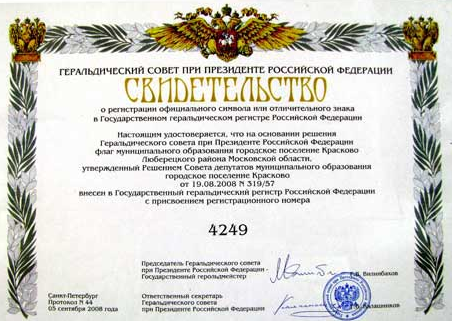 ГЕРАЛЬДИЧЕСКИЙ СОВЕТ ПРИ ПРЕЗИДЕНТЕ РОССИЙСКОЙ ФЕДЕРАЦИИ
СВИДЕТЕЛЬСТВО
о регистрации официального символа или отличительного знака
в Государственном геральдическом регистре Российской Федерации
Настоящим удостоверяется, что на основании решения
Геральдического совета при Президенте Российской Федерации
флаг муниципального образования городское поселение Красково
Люберецкого района Московской области,
утвержденный Решением Совета депутатов муниципального образования
городское поселение Красково
от 19.08.2008 N 319/57
внесен в Государственный геральдический регистр Российской Федерации
с присвоением регистрационного номера
4249
Председатель Геральдического совета
при Президенте Российской Федерации -
Государственный герольдмейстер
Г.В. Вилинбахов
Санкт-Петербург
Протокол N 44
05 сентября 2008 года
Ответственный секретарь
Геральдического совета
при Президенте Российской Федерации
Калашников